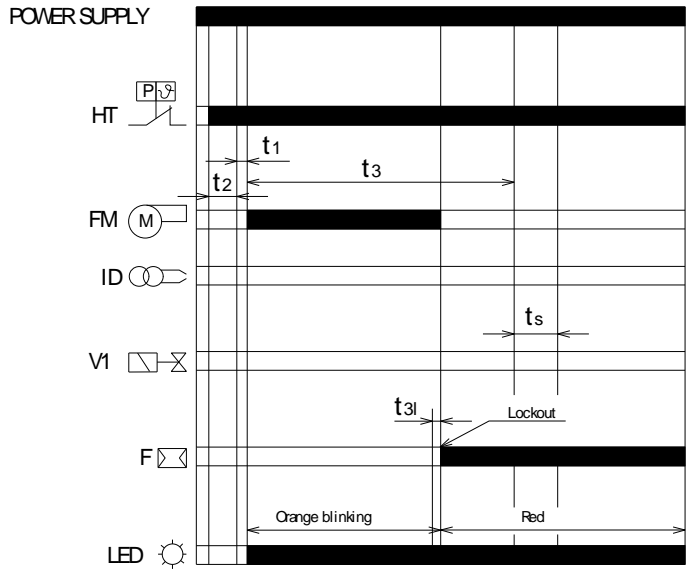 POWER SUPPLY
P ϑ
HT
t1
t3
t2
FM M
ID
ts
V1
t3l
Lockout
F
Orange blinking
Red
LED